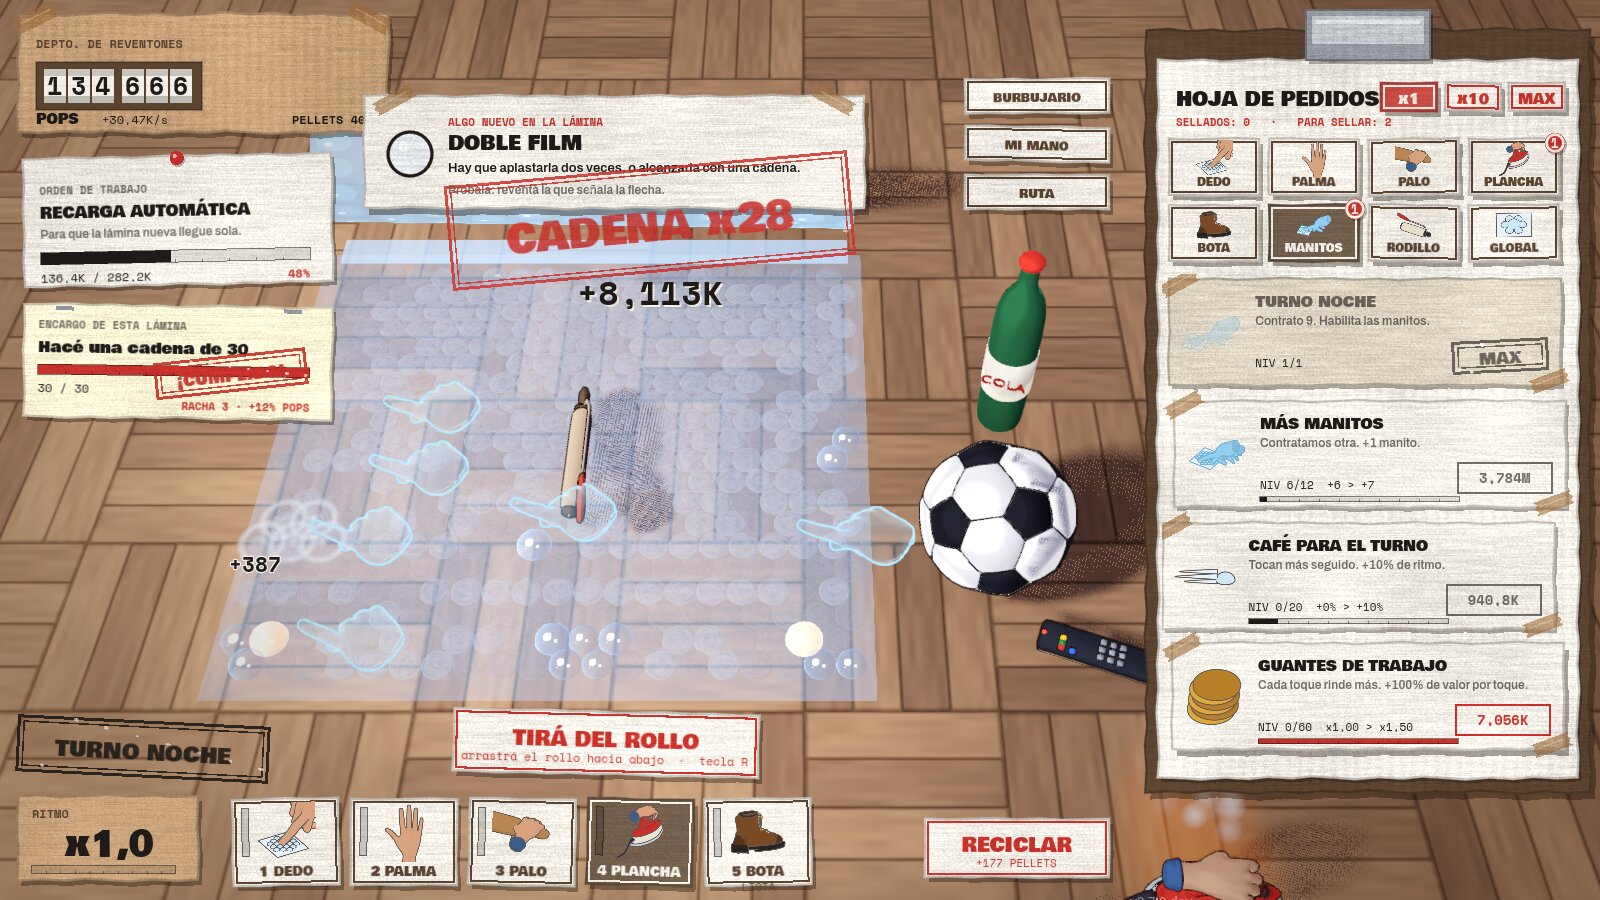 DEPTO. DE REVENTONES
134666
POPS +30,47K/s PELLETS 40
ORDEN DE TRABAJO
RECARGA AUTOMÁTICA
Para que la lámina nueva llegue sola.
136.4K / 282.2K 48%
ENCARGO DE ESTA LÁMINA
Hacé una cadena de 30
30 / 30
RACHA 3 · +12% POPS
ALGO NUEVO EN LA LÁMINA
DOBLE FILM
Hay que aplastarla dos veces, o alcanzarla con una cadena.
Probala: reventá la que señala la flecha.
CADENA x28
+8,113K
+387
COLA
BURBUJARIO
MI MANO
RUTA
HOJA DE PEDIDOS x1 x10 MAX
SELLADOS: 0 · PARA SELLAR: 2
DEDO
PALMA
PALO
PLANCHA 1
BOTA
MANITOS 1
RODILLO
GLOBAL
TURNO NOCHE
Contrato 9. Habilita las manitos.
NIV 1/1
MAX
MÁS MANITOS
Contratamos otra. +1 manito.
NIV 6/12 +6 > +7
3,784M
CAFÉ PARA EL TURNO
Tocan más seguido. +10% de ritmo.
NIV 0/20 +0% > +10%
940,8K
GUANTES DE TRABAJO
Cada toque rinde más. +100% de valor por toque.
NIV 0/60 x1,00 > x1,50
7,056K
TURNO NOCHE
TIRÁ DEL ROLLO
arrastrá el rollo hacia abajo · tecla R
RITMO
x1,0
1 DEDO
2 PALMA
3 PALO
4 PLANCHA
5 BOTA
RECICLAR
+177 PELLETS